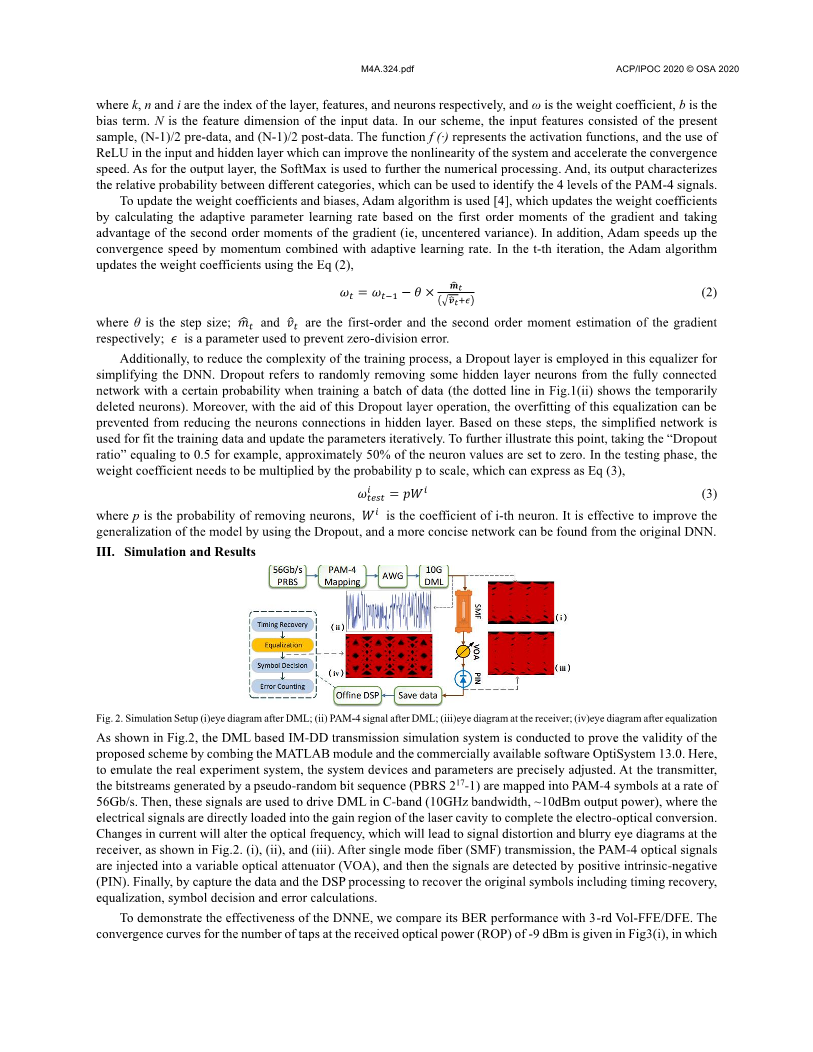 M4A.324.pdf ACP/IPOC 2020 © OSA 2020
where k, n and i are the index of the layer, features, and neurons respectively, and ω is the weight coefficient, b is the
bias term. N is the feature dimension of the input data. In our scheme, the input features consisted of the present
sample, (N-1)/2 pre-data, and (N-1)/2 post-data. The function f (·) represents the activation functions, and the use of
ReLU in the input and hidden layer which can improve the nonlinearity of the system and accelerate the convergence
speed. As for the output layer, the SoftMax is used to further the numerical processing. And, its output characterizes
the relative probability between different categories, which can be used to identify the 4 levels of the PAM-4 signals.
To update the weight coefficients and biases, Adam algorithm is used [4], which updates the weight coefficients
by calculating the adaptive parameter learning rate based on the first order moments of the gradient and taking
advantage of the second order moments of the gradient (ie, uncentered variance). In addition, Adam speeds up the
convergence speed by momentum combined with adaptive learning rate. In the t-th iteration, the Adam algorithm
updates the weight coefficients using the Eq (2),
ω_t = ω_{t−1} − θ × m̂_t / (√v̂_t + ϵ) (2)
where θ is the step size; m̂_t and v̂_t are the first-order and the second order moment estimation of the gradient
respectively; ϵ is a parameter used to prevent zero-division error.
Additionally, to reduce the complexity of the training process, a Dropout layer is employed in this equalizer for
simplifying the DNN. Dropout refers to randomly removing some hidden layer neurons from the fully connected
network with a certain probability when training a batch of data (the dotted line in Fig.1(ii) shows the temporarily
deleted neurons). Moreover, with the aid of this Dropout layer operation, the overfitting of this equalization can be
prevented from reducing the neurons connections in hidden layer. Based on these steps, the simplified network is
used for fit the training data and update the parameters iteratively. To further illustrate this point, taking the “Dropout
ratio” equaling to 0.5 for example, approximately 50% of the neuron values are set to zero. In the testing phase, the
weight coefficient needs to be multiplied by the probability p to scale, which can express as Eq (3),
ω^i_{test} = pW^i (3)
where p is the probability of removing neurons, W^i is the coefficient of i-th neuron. It is effective to improve the
generalization of the model by using the Dropout, and a more concise network can be found from the original DNN.
III. Simulation and Results
56Gb/s PRBS
PAM-4 Mapping
AWG
10G DML
SMF
(i)
(ii)
Timing Recovery
Equalization
Symbol Decision
Error Counting
VOA
PIN
(iii)
(iv)
Offine DSP
Save data
Fig. 2. Simulation Setup (i)eye diagram after DML; (ii) PAM-4 signal after DML; (iii)eye diagram at the receiver; (iv)eye diagram after equalization
As shown in Fig.2, the DML based IM-DD transmission simulation system is conducted to prove the validity of the
proposed scheme by combing the MATLAB module and the commercially available software OptiSystem 13.0. Here,
to emulate the real experiment system, the system devices and parameters are precisely adjusted. At the transmitter,
the bitstreams generated by a pseudo-random bit sequence (PBRS 2^17-1) are mapped into PAM-4 symbols at a rate of
56Gb/s. Then, these signals are used to drive DML in C-band (10GHz bandwidth, ~10dBm output power), where the
electrical signals are directly loaded into the gain region of the laser cavity to complete the electro-optical conversion.
Changes in current will alter the optical frequency, which will lead to signal distortion and blurry eye diagrams at the
receiver, as shown in Fig.2. (i), (ii), and (iii). After single mode fiber (SMF) transmission, the PAM-4 optical signals
are injected into a variable optical attenuator (VOA), and then the signals are detected by positive intrinsic-negative
(PIN). Finally, by capture the data and the DSP processing to recover the original symbols including timing recovery,
equalization, symbol decision and error calculations.
To demonstrate the effectiveness of the DNNE, we compare its BER performance with 3-rd Vol-FFE/DFE. The
convergence curves for the number of taps at the received optical power (ROP) of -9 dBm is given in Fig3(i), in which